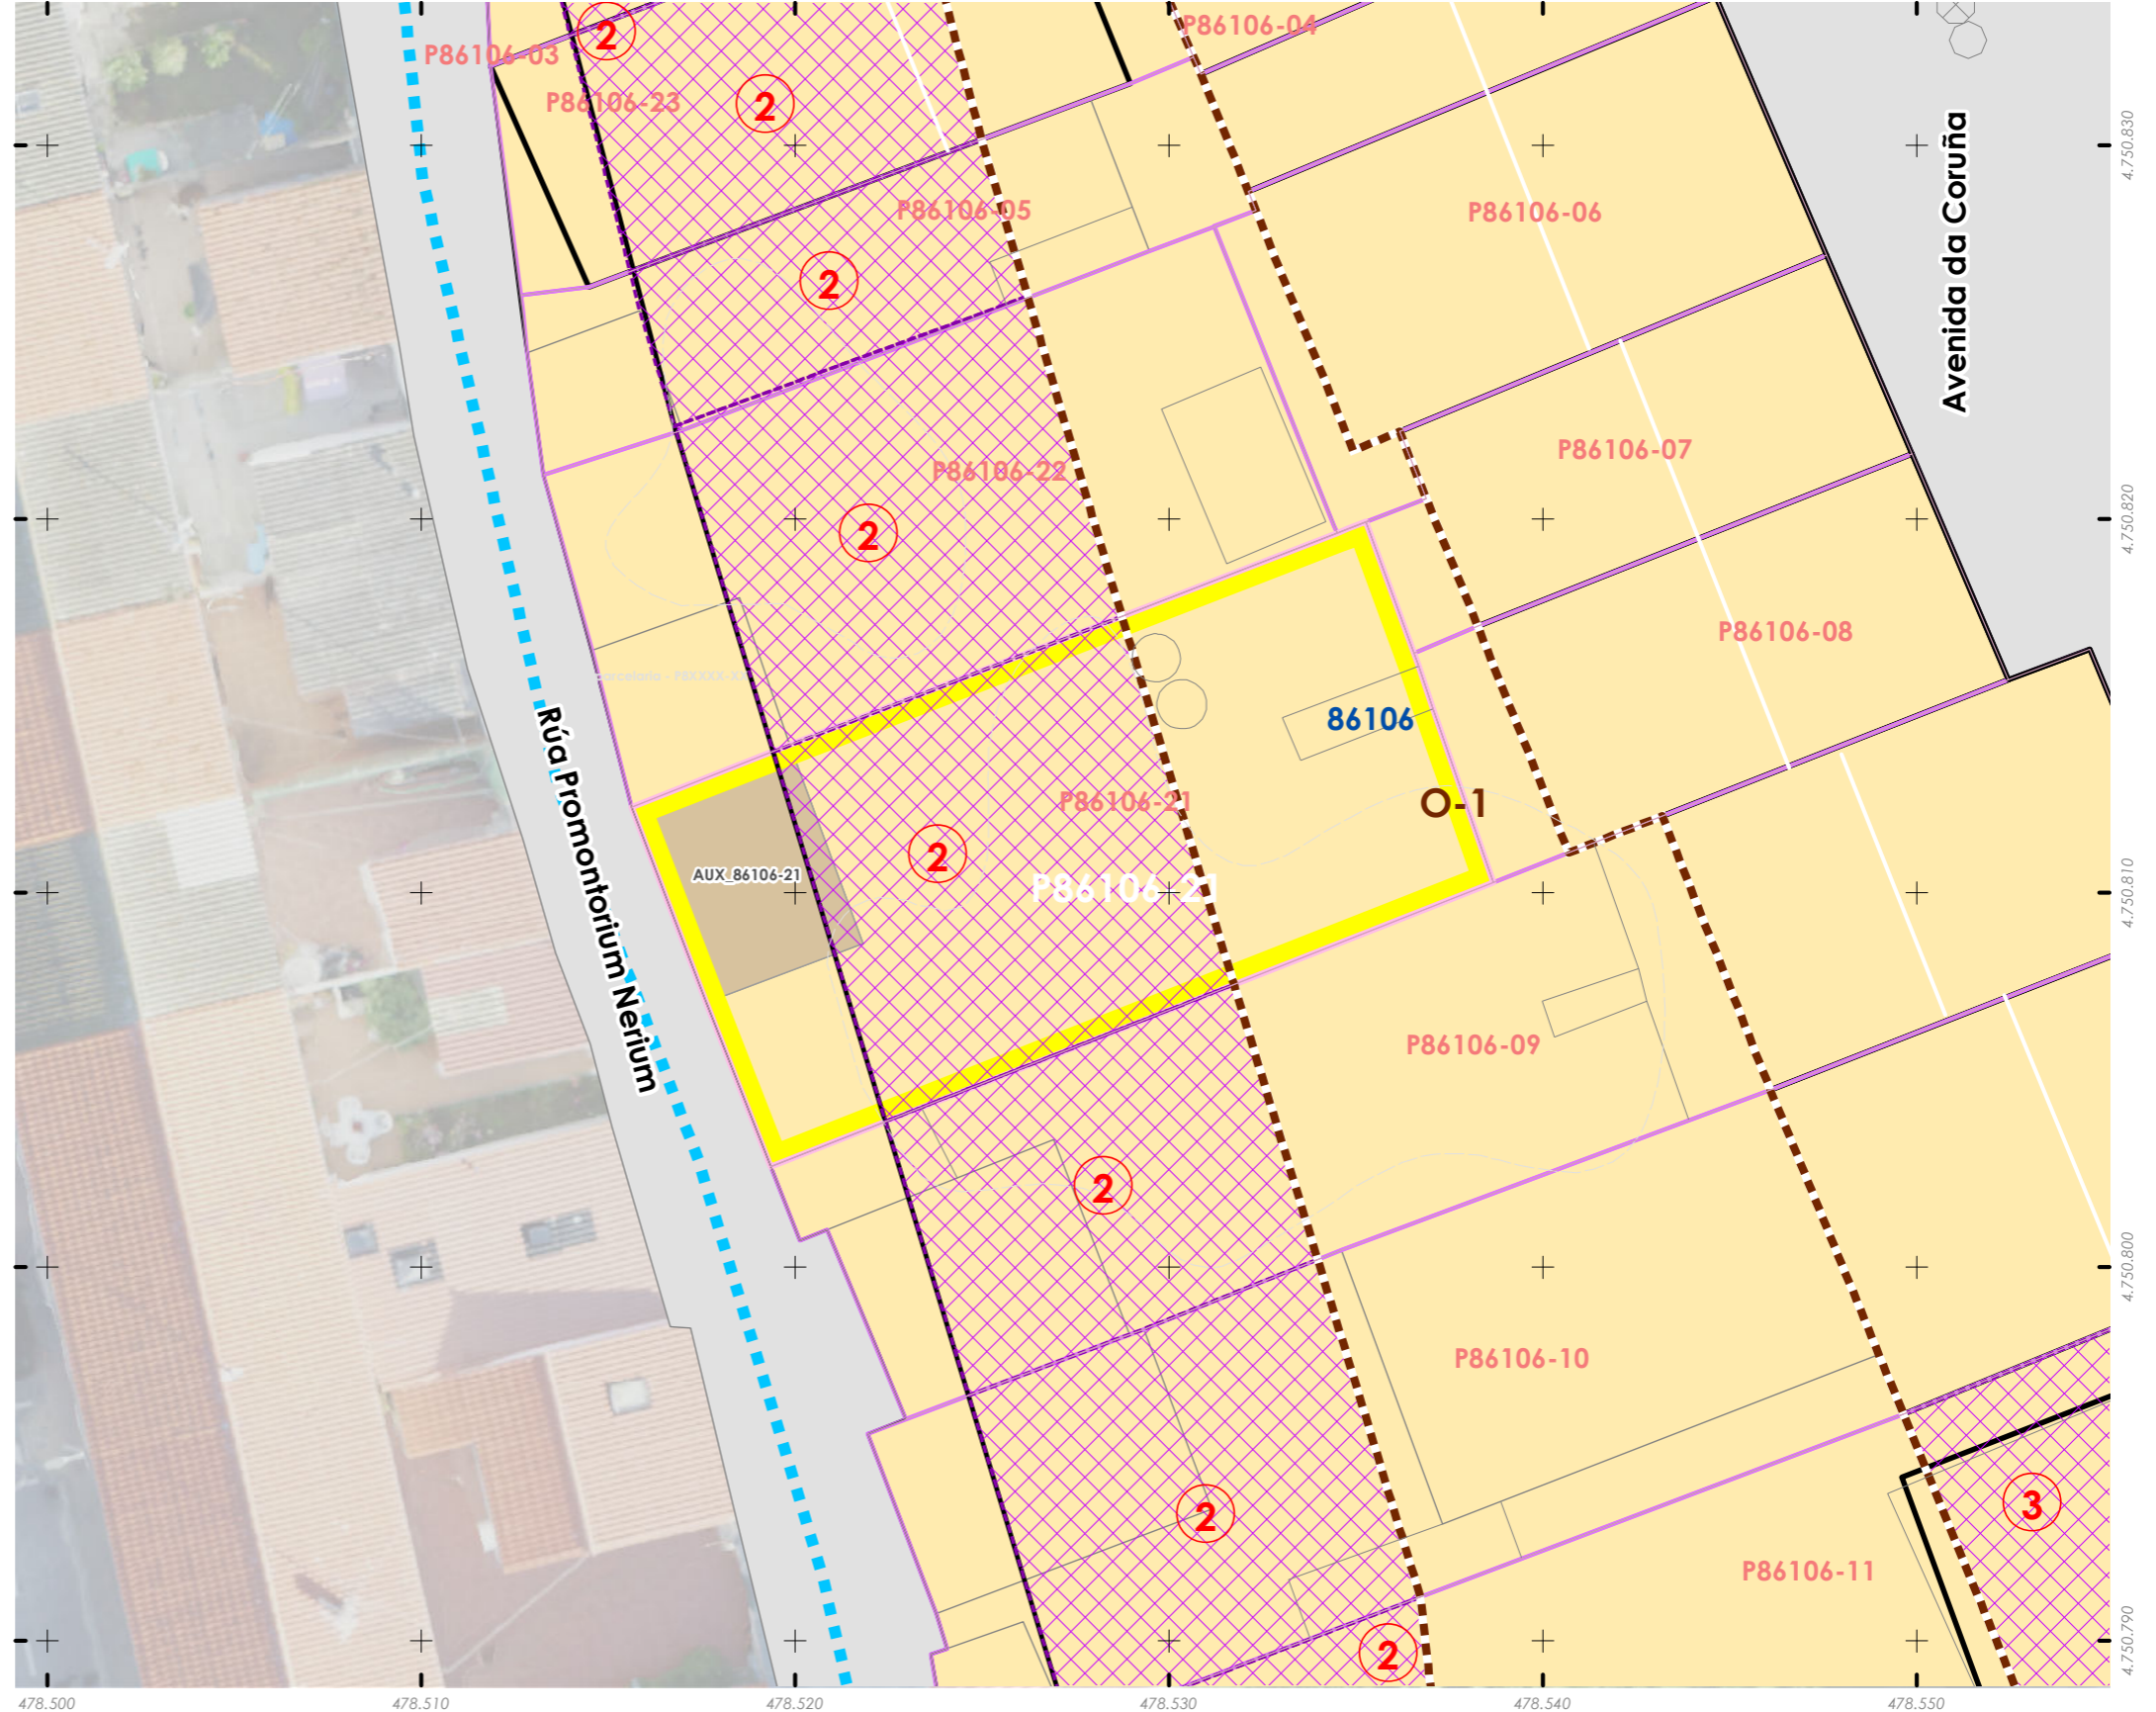 P86106-04
2
P86106-03
P86106-23
2
4.750.830
Avenida da Coruña
P86106-05
P86106-06
2
P86106-07
P86106-22
4.750.820
2
P86106-08
Rúa Promontorium Nerium
86106
P86106-21
O-1
2
AUX_86106-21
P86106-21
4.750.810
P86106-09
2
4.750.800
P86106-10
2
3
P86106-11
2
4.750.790
478.500
478.510
478.520
478.530
478.540
478.550